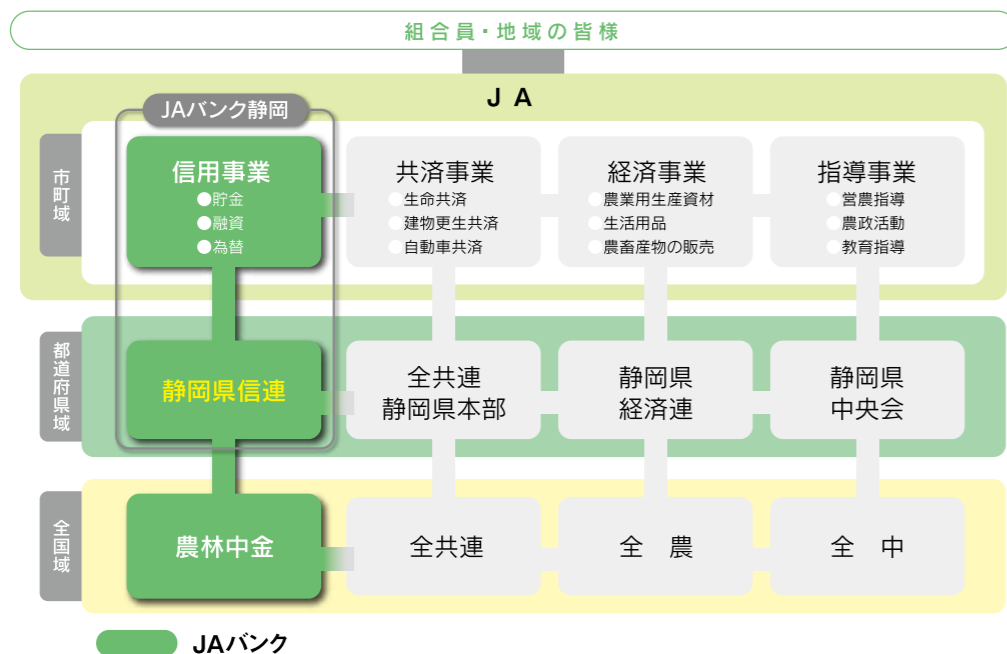 組合員・地域の皆様
JA
JAバンク静岡
市町域
信用事業
●貯金
●融資
●為替
共済事業
●生命共済
●建物更生共済
●自動車共済
経済事業
●農業用生産資材
●生活用品
●農畜産物の販売
指導事業
●営農指導
●農政活動
●教育指導
都道府県域
静岡県信連
全共連
静岡県本部
静岡県
経済連
静岡県
中央会
全国域
農林中金
全共連
全　農
全　中
JAバンク